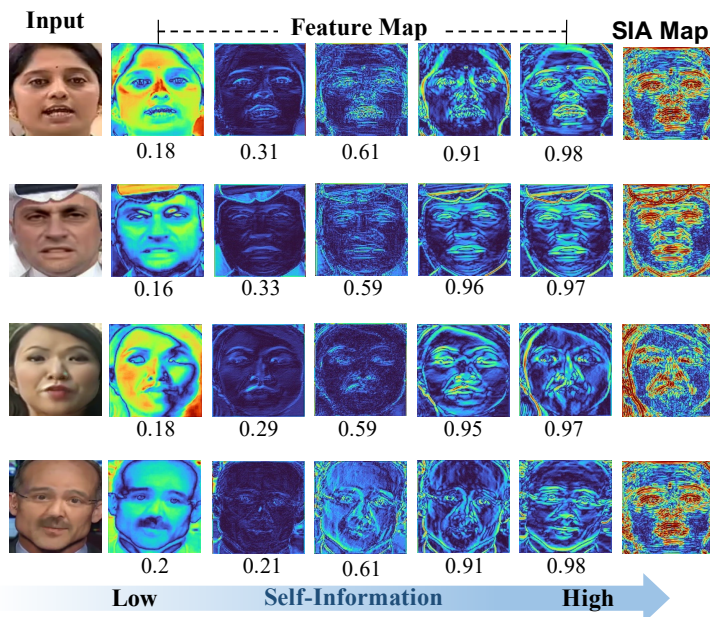 Input Feature Map SIA Map
0.18 0.31 0.61 0.91 0.98
0.16 0.33 0.59 0.96 0.97
0.18 0.29 0.59 0.95 0.97
0.2 0.21 0.61 0.91 0.98
Low Self-Information High